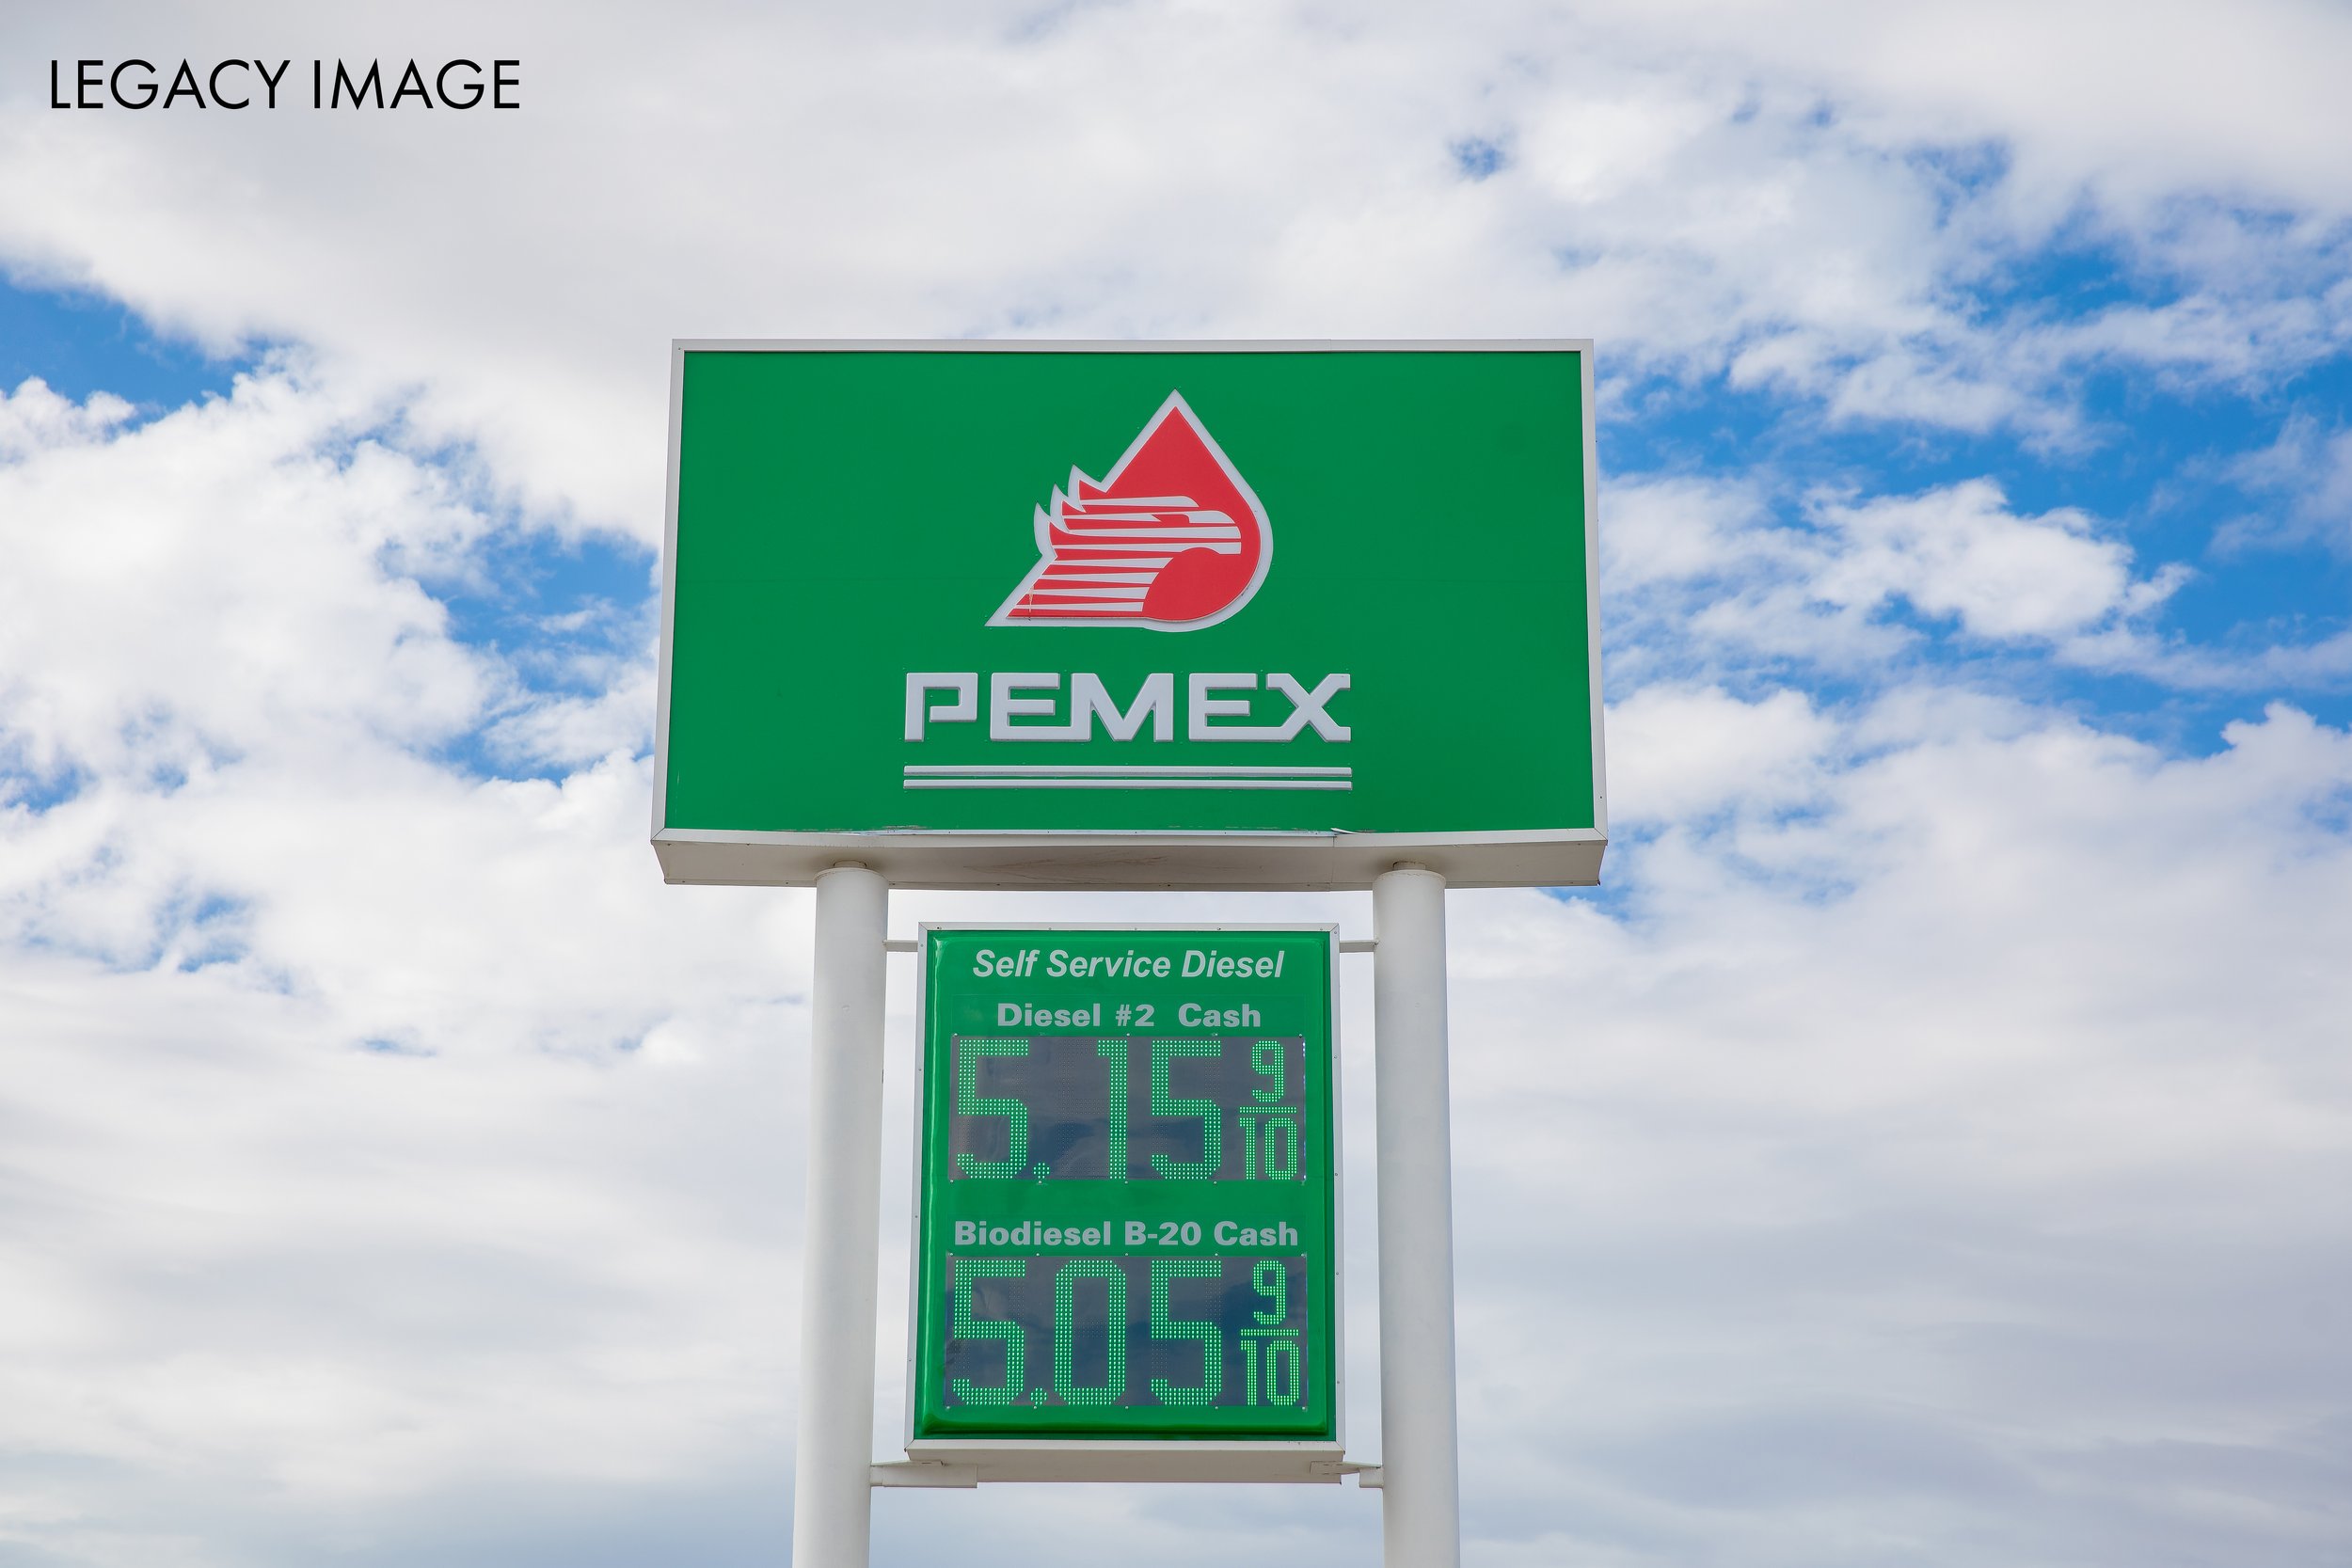 LEGACY IMAGE
PEMEX
Self Service Diesel
Diesel #2 Cash
5.15 9/10
Biodiesel B-20 Cash
5.05 9/10